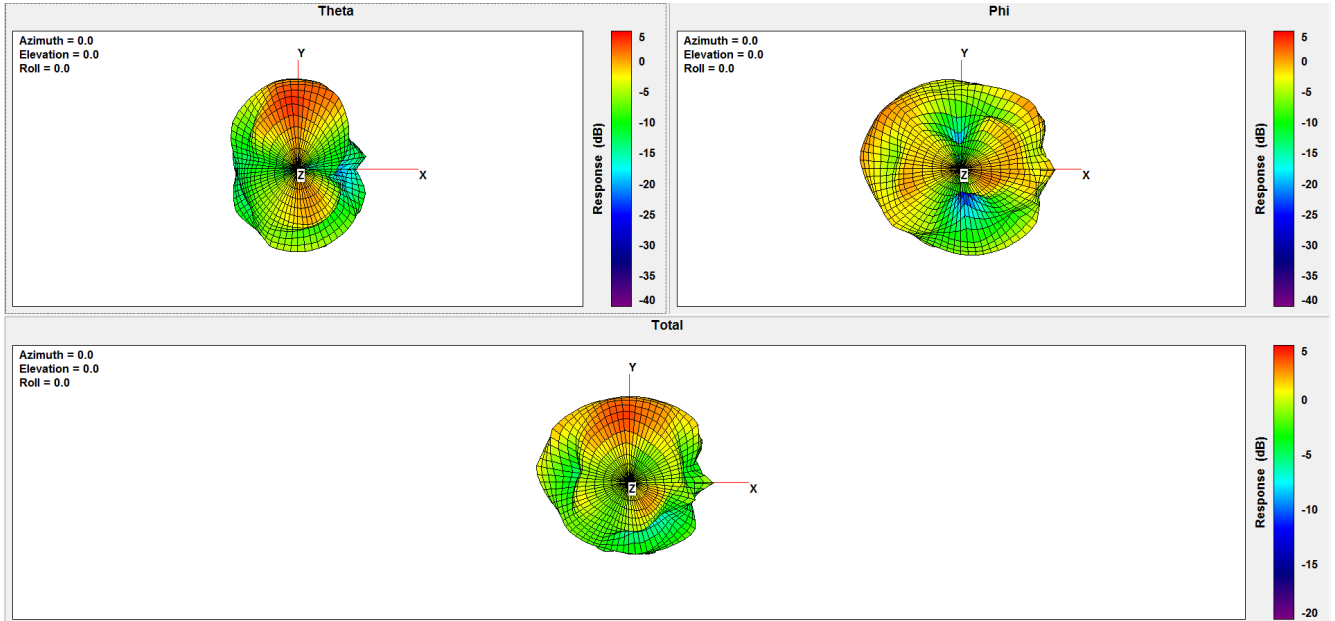 Theta
Azimuth = 0.0
Elevation = 0.0
Roll = 0.0
Y
X
Z
5
0
-5
-10
-15
-20
-25
-30
-35
-40
Response (dB)
Phi
Azimuth = 0.0
Elevation = 0.0
Roll = 0.0
Y
X
Z
5
0
-5
-10
-15
-20
-25
-30
-35
-40
Response (dB)
Total
Azimuth = 0.0
Elevation = 0.0
Roll = 0.0
Y
X
Z
5
0
-5
-10
-15
-20
Response (dB)